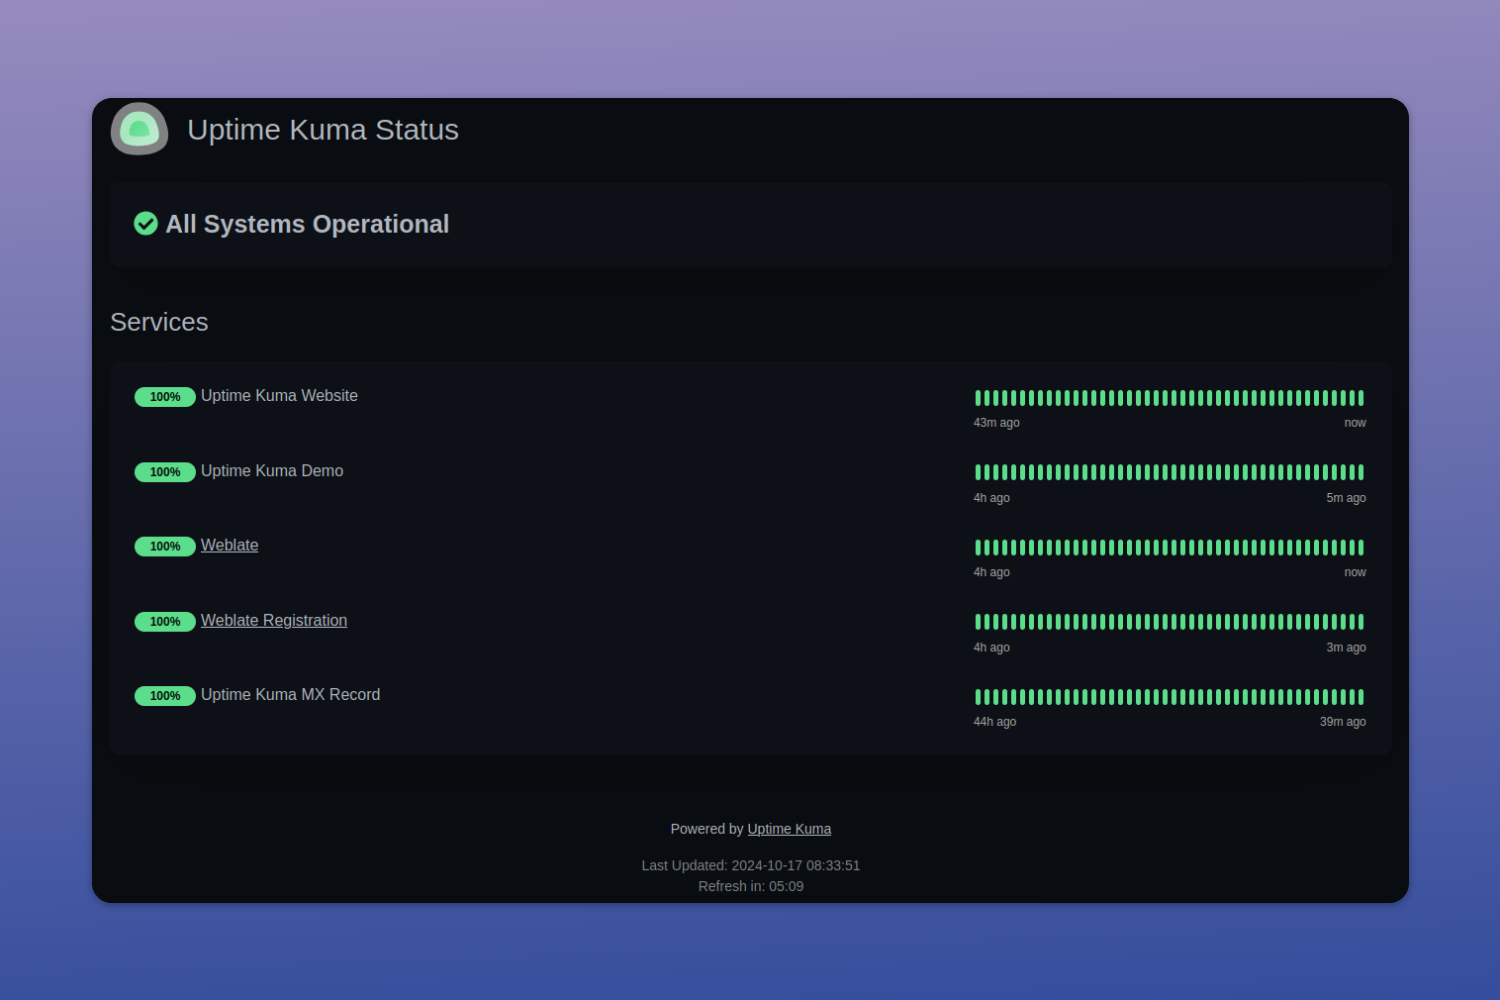 Uptime Kuma Status
All Systems Operational
Services
100% Uptime Kuma Website
43m ago now
100% Uptime Kuma Demo
4h ago 5m ago
100% Weblate
4h ago now
100% Weblate Registration
4h ago 3m ago
100% Uptime Kuma MX Record
44h ago 39m ago
Powered by Uptime Kuma
Last Updated: 2024-10-17 08:33:51
Refresh in: 05:09